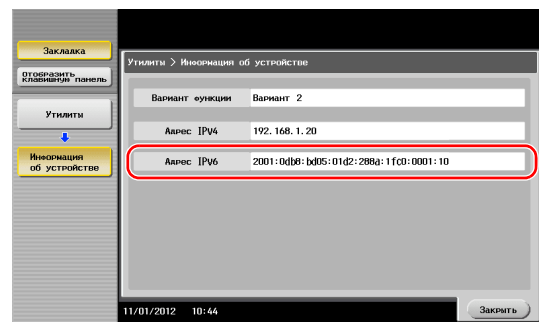 Закладка
Утилиты > Информация об устройстве
отобразить
клавишную панель
Вариант функции Вариант 2
Утилиты
Адрес IPv4 192.168.1.20
Информация
об устройстве
Адрес IPv6 2001:0db8:bd05:01d2:288a:1fc0:0001:10
11/01/2012 10:44
Закрыть